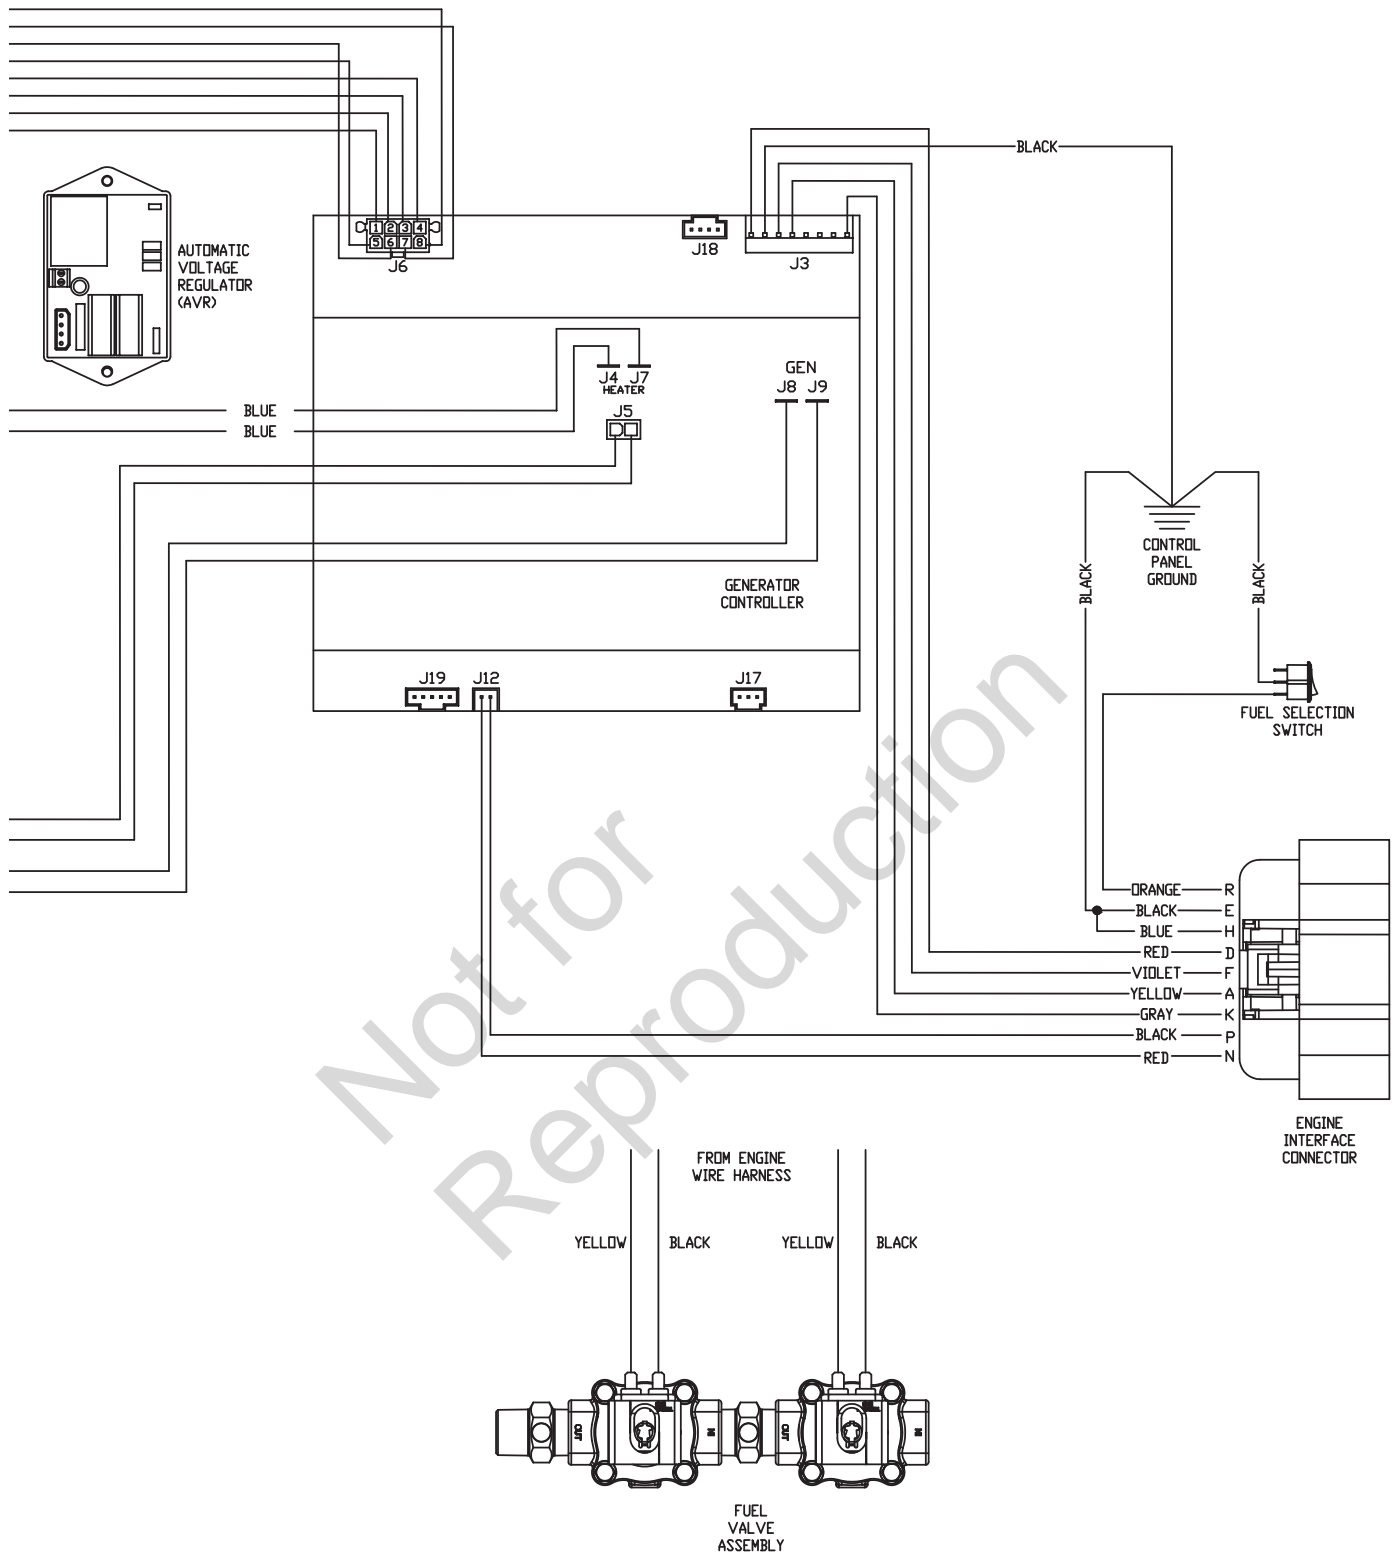 BLACK
1 2 3 4
5 6 7 8
J6
J18
J3
AUTOMATIC
VOLTAGE
REGULATOR
(AVR)
J4 J7
HEATER
GEN
J8 J9
BLUE
BLUE
J5
CONTROL
PANEL
GROUND
BLACK
BLACK
GENERATOR
CONTROLLER
J19
J12
J17
FUEL SELECTION
SWITCH
ORANGE R
BLACK E
BLUE H
RED D
VIOLET F
YELLOW A
GRAY K
BLACK P
RED N
ENGINE
INTERFACE
CONNECTOR
Not for
Reproduction
FROM ENGINE
WIRE HARNESS
YELLOW BLACK YELLOW BLACK
OUT IN OUT IN
FUEL
VALVE
ASSEMBLY